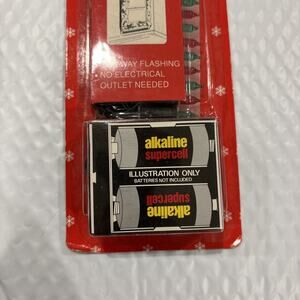 WAY FLASHING
• NO ELECTRICAL
OUTLET NEEDED
alkaline
supercell
ILLUSTRATION ONLY
BATTERIES NOT INCLUDED
supercell
alkaline